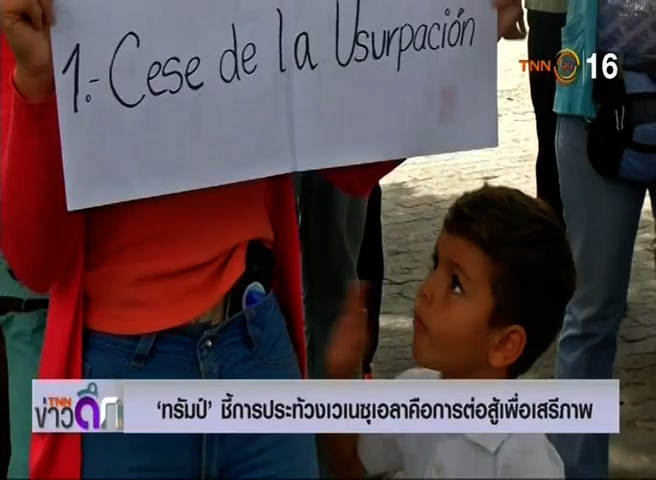 1.- Cese de la Usurpación
TNN 24 16
TNN
ข่าวดึก
‘ทรัมป์’ ชี้การประท้วงเวเนซุเอลาคือการต่อสู้เพื่อเสรีภาพ